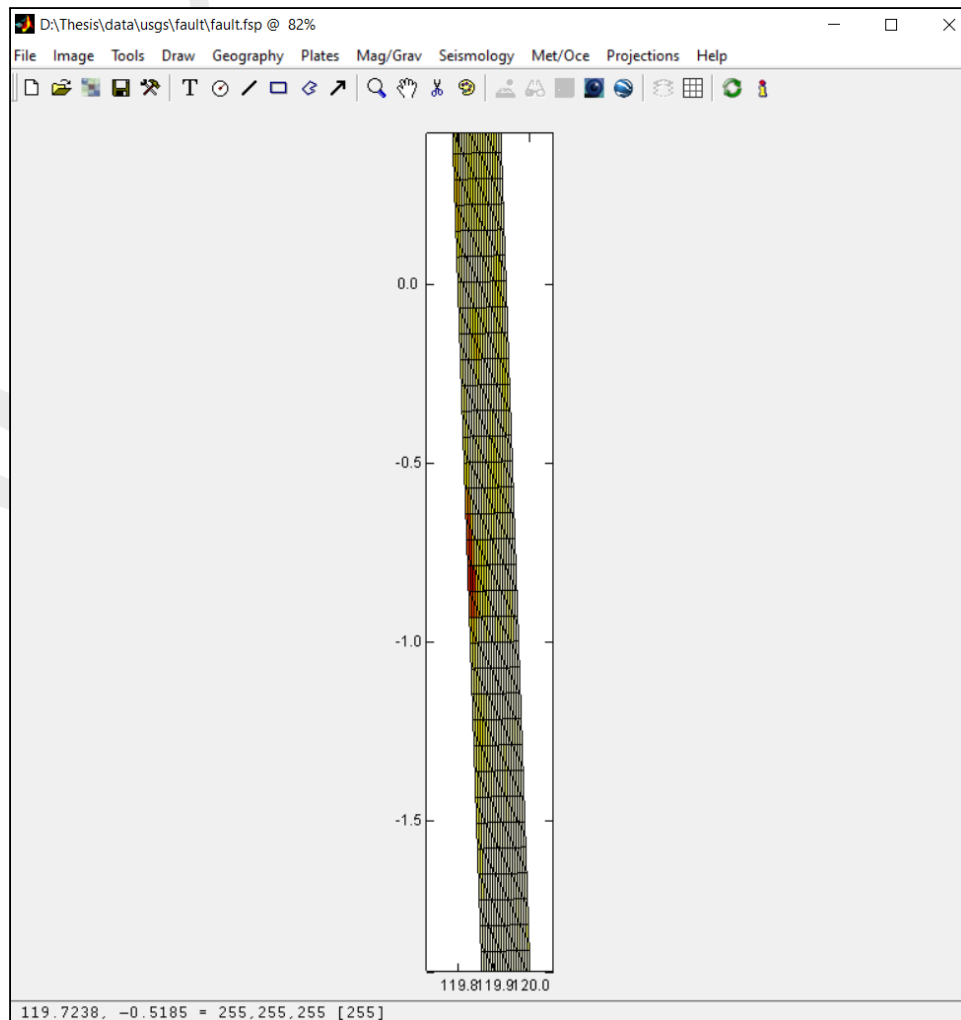 D:\Thesis\data\usgs\fault\fault.fsp @ 82%
File Image Tools Draw Geography Plates Mag/Grav Seismology Met/Oce Projections Help
T
0.0
-0.5
-1.0
-1.5
119.8119.9120.0
119.7238, −0.5185 = 255,255,255 [255]